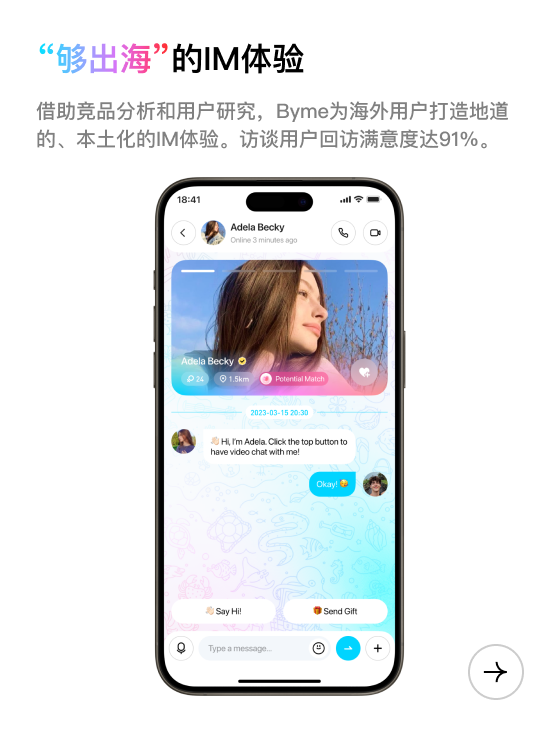 “够出海”的IM体验
借助竞品分析和用户研究，Byme为海外用户打造地道
的、本土化的IM体验。访谈用户回访满意度达91%。
18:41
Adela Becky
Online 3 minutes ago
Adela Becky
24
1.5km
Potential Match
2023-03-15 20:30
👋🏻 Hi, I'm Adela. Click the top button to
have video chat with me!
Okay! 🥰
👋🏻 Say Hi!
🎁 Send Gift
Type a message...